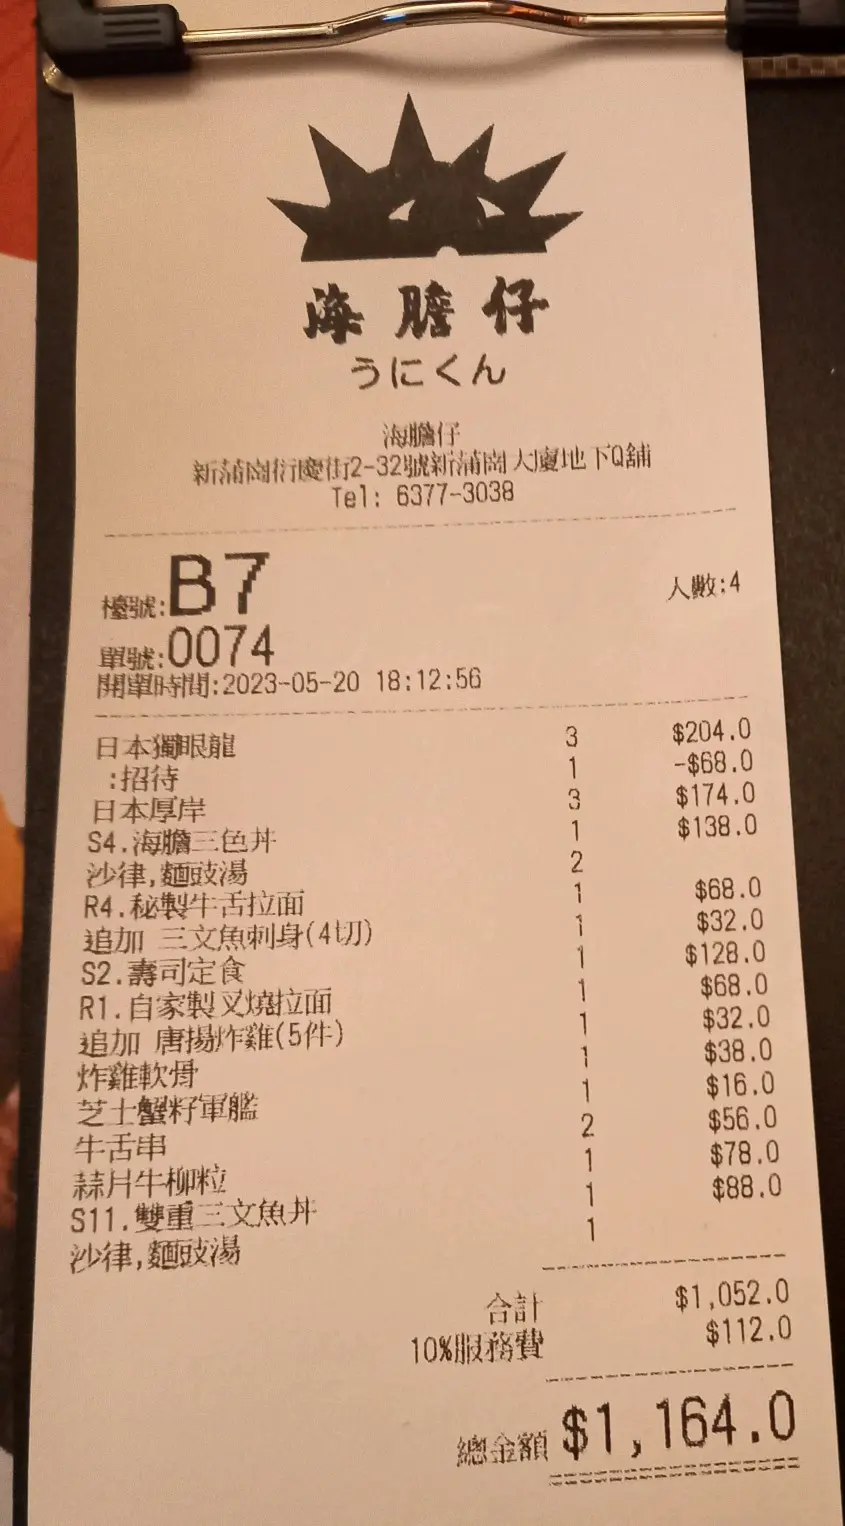 海膽仔
うにくん
海膽仔
新蒲崗衍慶街2-32號新蒲崗大廈地下Q舖
Tel: 6377-3038
檯號:B7 人數:4
單號:0074
開單時間:2023-05-20 18:12:56
日本獨眼龍 3 $204.0
:招待 1 -$68.0
日本厚岸 3 $174.0
S4.海膽三色丼 1 $138.0
沙律,麵豉湯 2
R4.秘製牛舌拉面 1 $68.0
追加 三文魚刺身(4切) 1 $32.0
S2.壽司定食 1 $128.0
R1.自家製叉燒拉面 1 $68.0
追加 唐揚炸雞(5件) 1 $32.0
炸雞軟骨 1 $38.0
芝士蟹籽軍艦 1 $16.0
牛舌串 2 $56.0
蒜片牛柳粒 1 $78.0
S11.雙重三文魚丼 1 $88.0
沙律,麵豉湯 1
合計 $1,052.0
10%服務費 $112.0
總金額 $1,164.0